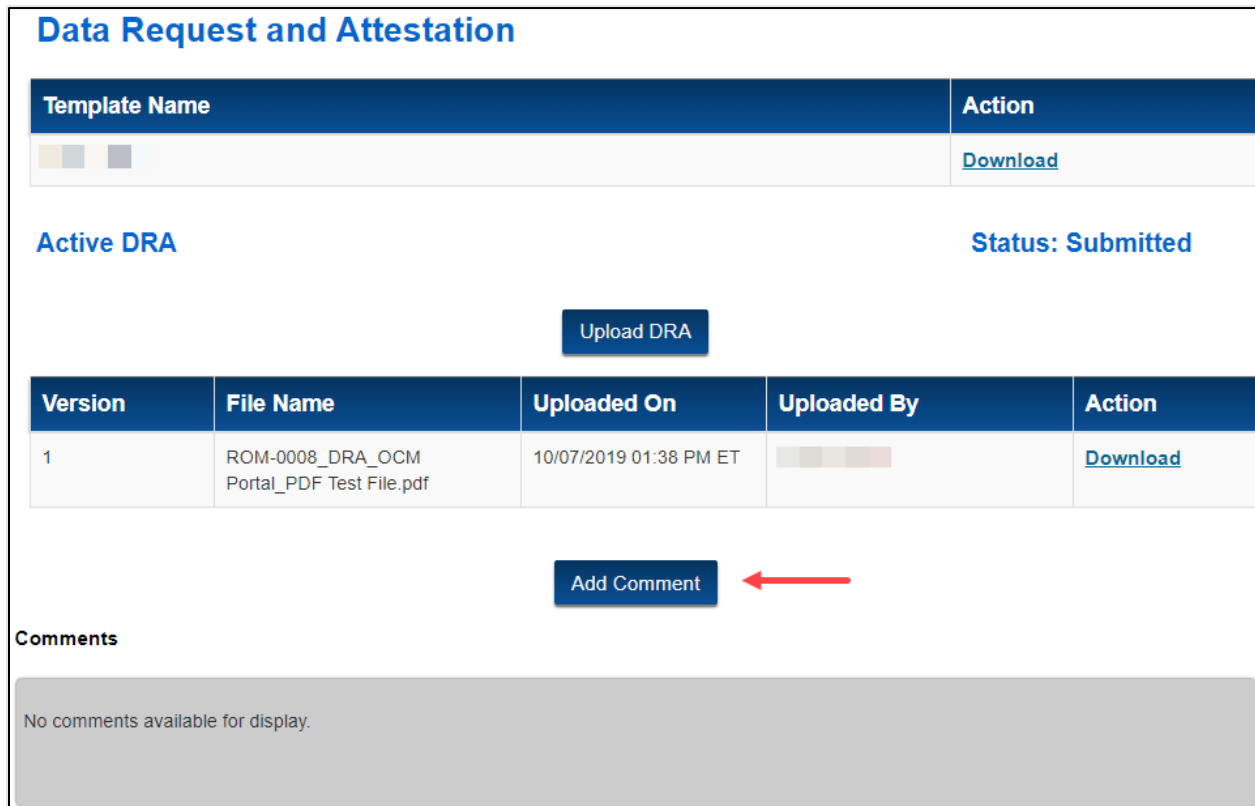 Data Request and Attestation
Template Name Action
Download
Active DRA Status: Submitted
Upload DRA
Version File Name Uploaded On Uploaded By Action
1 ROM-0008_DRA_OCM 10/07/2019 01:38 PM ET Download
Portal_PDF Test File.pdf
Add Comment
Comments
No comments available for display.